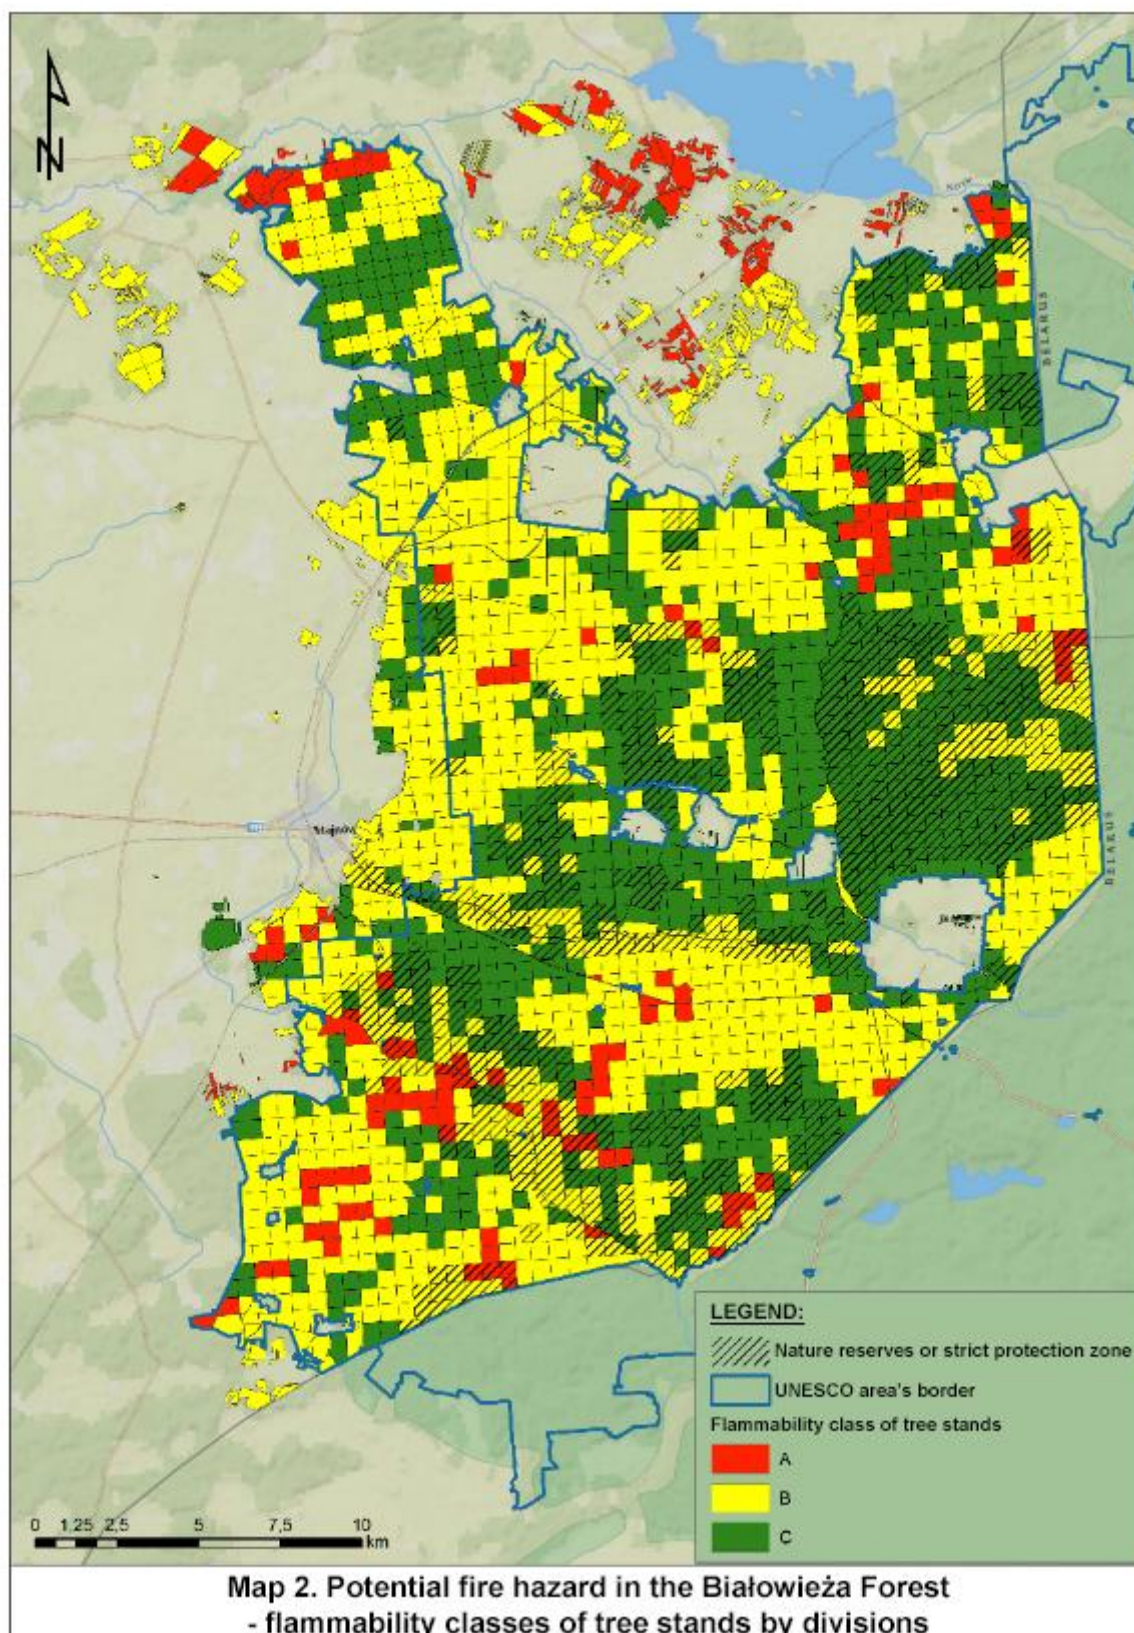 N
Narew
BELARUS
BELARUS
Hajnówka
LEGEND:
Nature reserves or strict protection zone
UNESCO area's border
Flammability class of tree stands
A
B
C
0 1,25 2,5 5 7,5 10
km
Map 2. Potential fire hazard in the Białowieża Forest
- flammability classes of tree stands by divisions